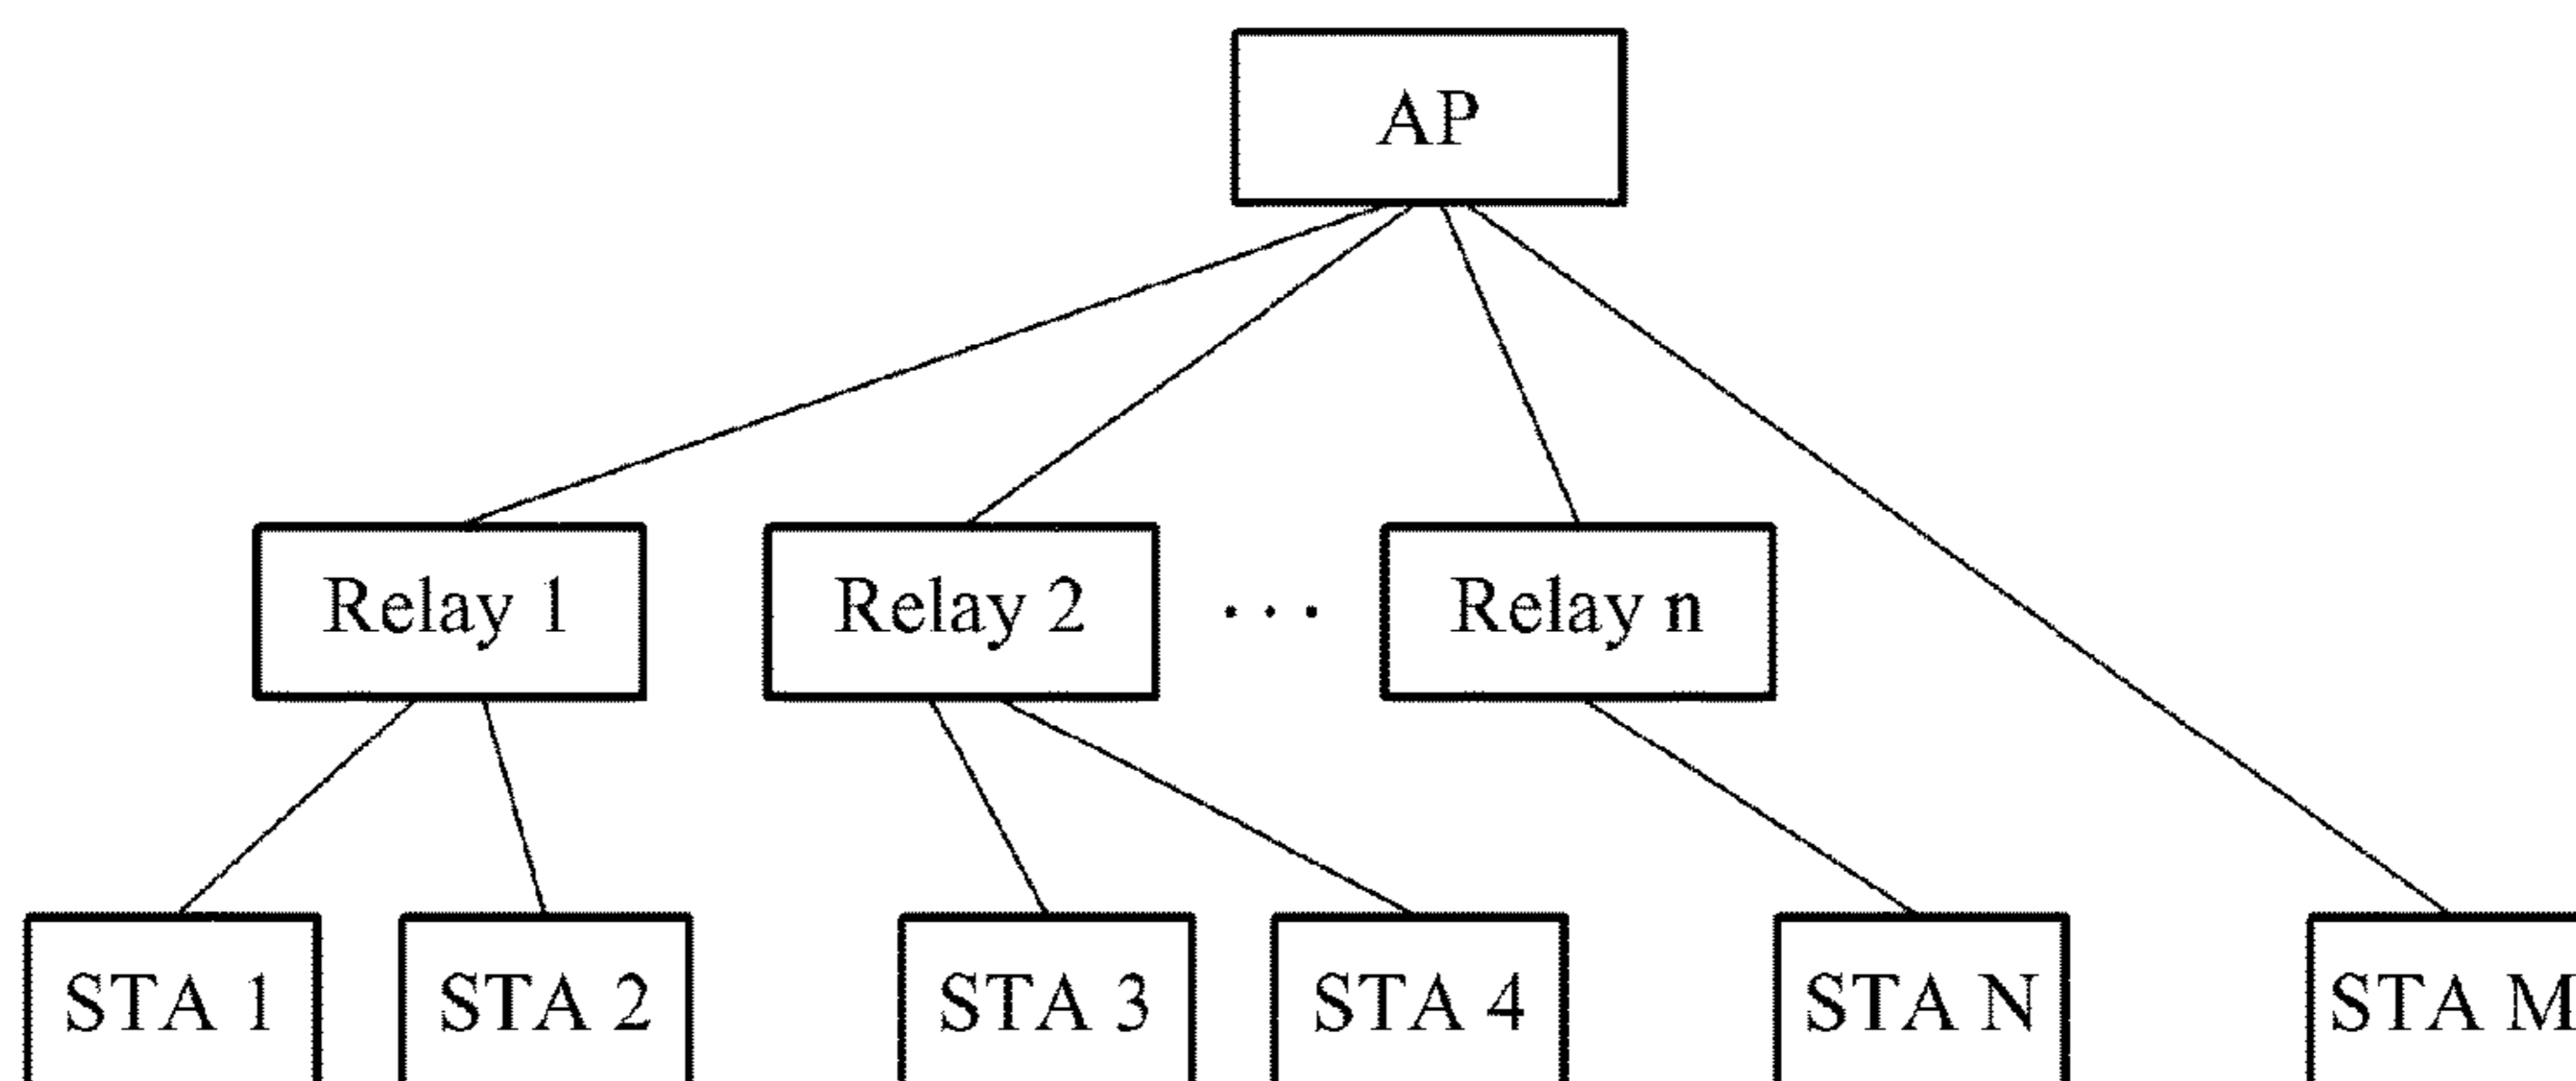 AP
Relay 1
Relay 2
...
Relay n
STA 1
STA 2
STA 3
STA 4
STA N
STA M